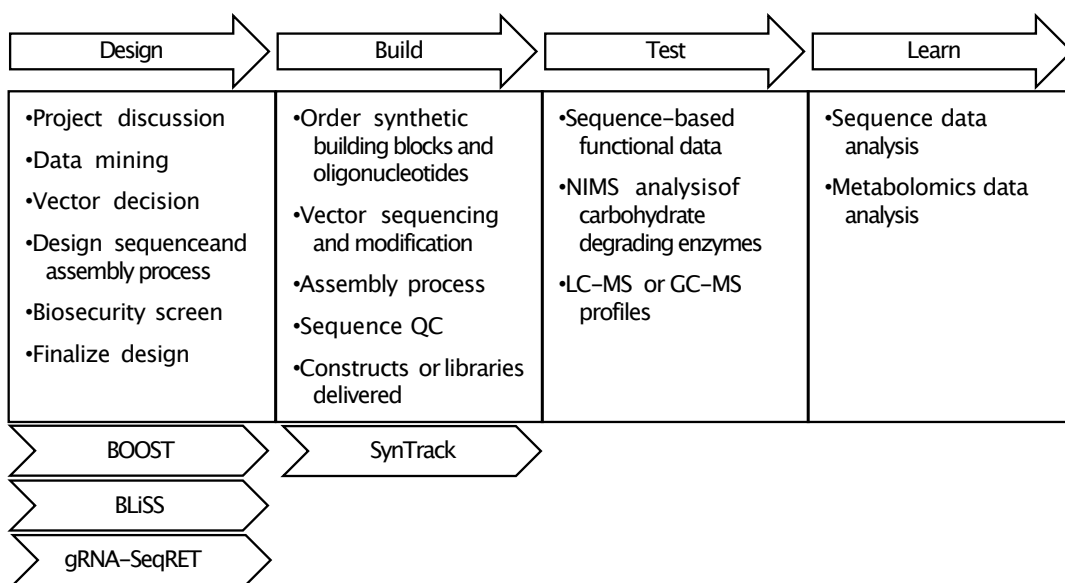 Design
Build
Test
Learn
•Project discussion
•Data mining
•Vector decision
•Design sequenceand
assembly process
•Biosecurity screen
•Finalize design
•Order synthetic
building blocks and
oligonucleotides
•Vector sequencing
and modification
•Assembly process
•Sequence QC
•Constructs or libraries
delivered
•Sequence-based
functional data
•NIMS analysisof
carbohydrate
degrading enzymes
•LC-MS or GC-MS
profiles
•Sequence data
analysis
•Metabolomics data
analysis
BOOST
SynTrack
BLiSS
gRNA-SeqRET